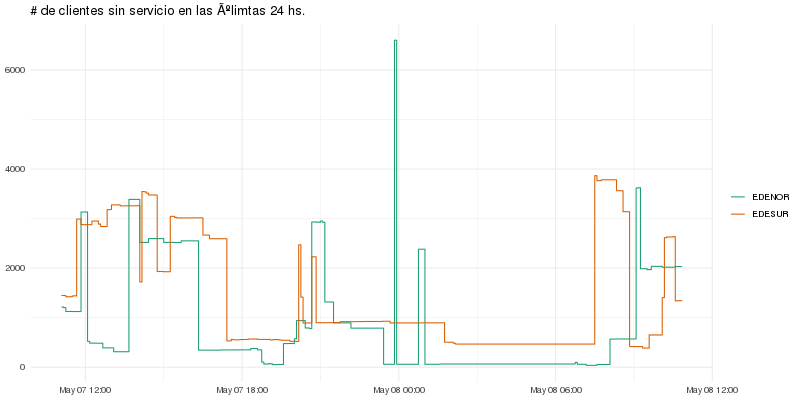 # de clientes sin servicio en las Ãºlimtas 24 hs.
6000
4000
2000
0
May 07 12:00
May 07 18:00
May 08 00:00
May 08 06:00
May 08 12:00
EDENOR
EDESUR